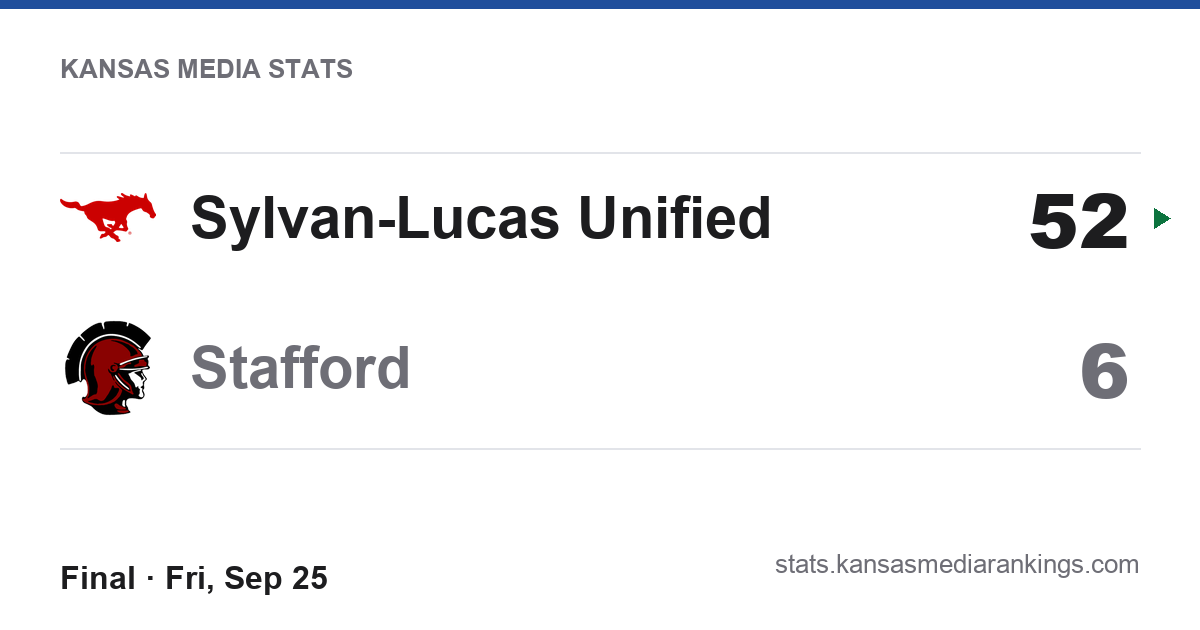 KANSAS MEDIA STATS
Sylvan-Lucas Unified 52
Stafford 6
Final · Fri, Sep 25
stats.kansasmediarankings.com